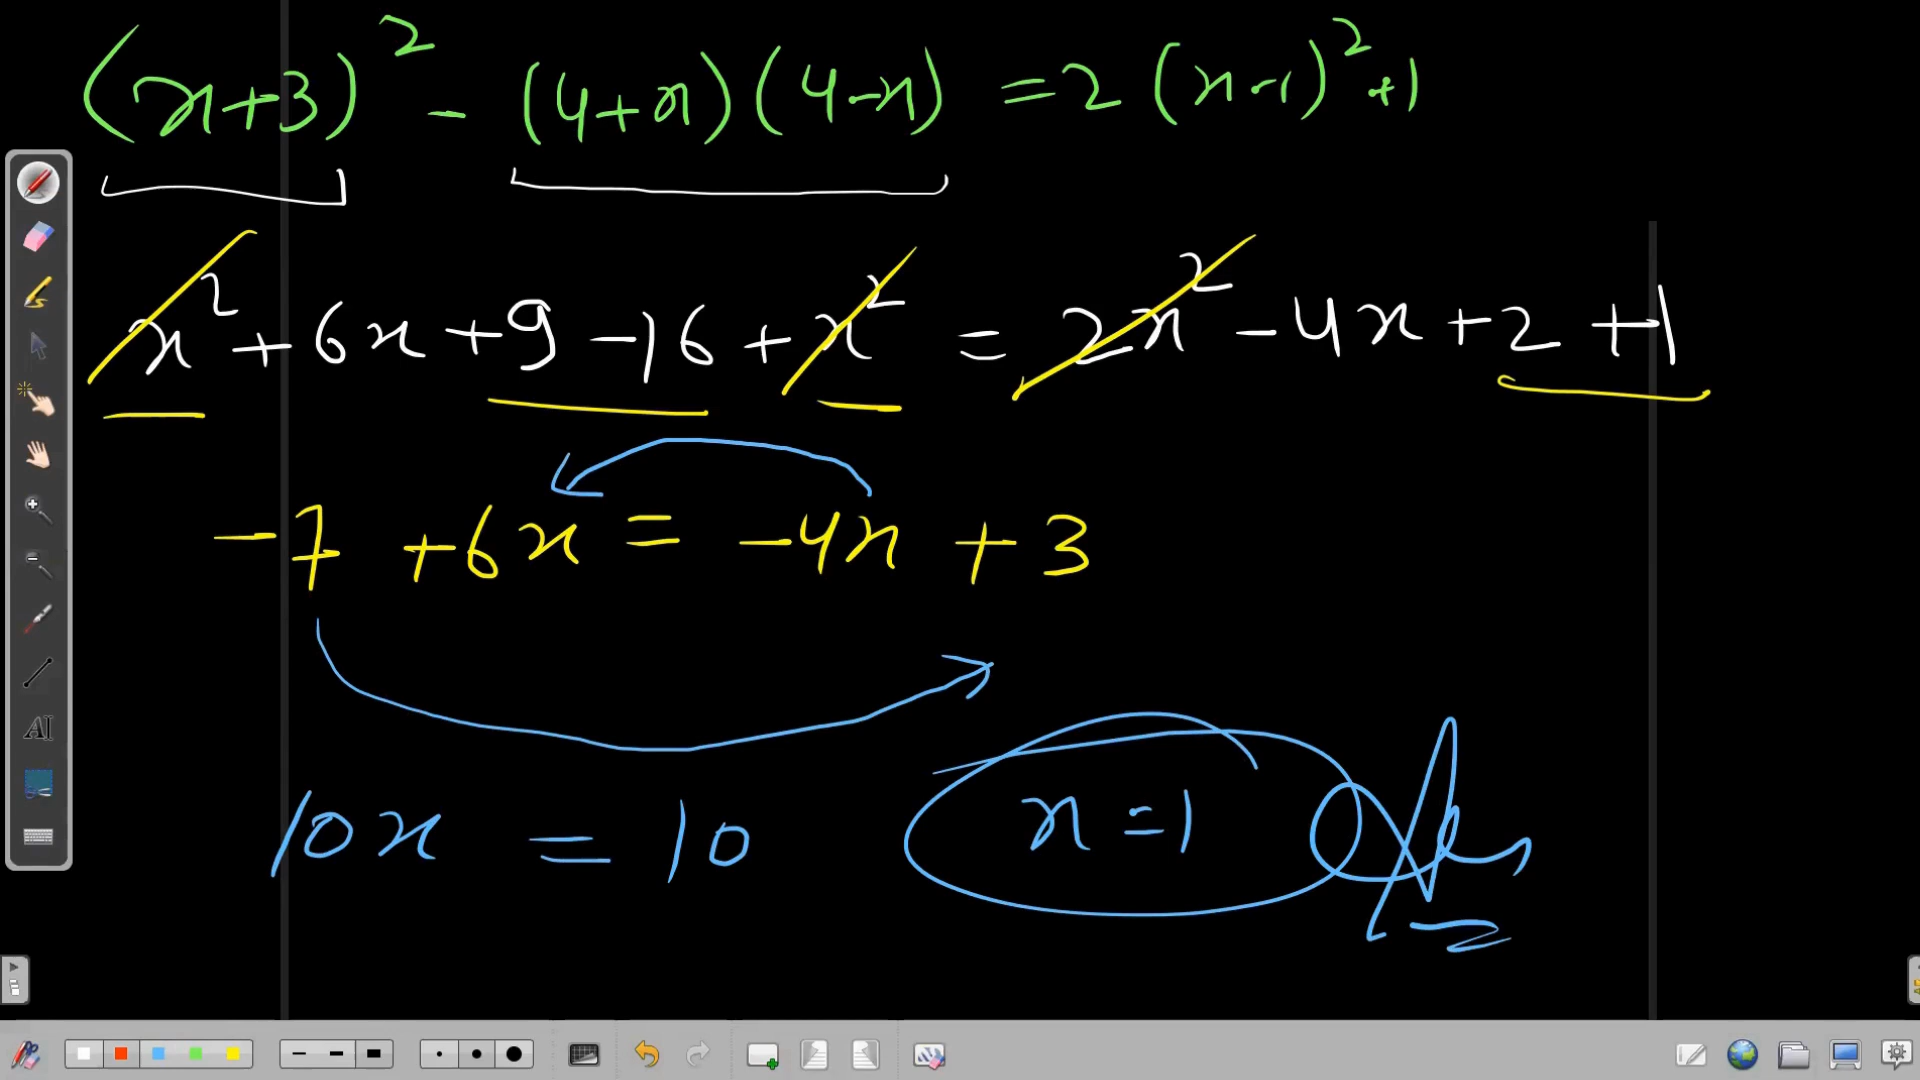 (x+3)² - (4+x)(4-x) = 2(x-1)²+1
x² + 6x + 9 - 16 + x² = 2x² - 4x + 2 + 1
-7 + 6x = -4x + 3
10x = 10
x = 1 Ans